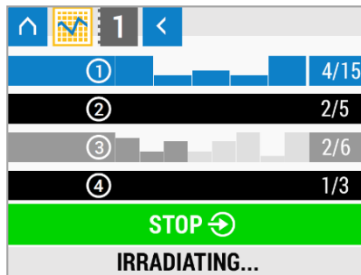 1
① 4/15
② 2/5
③ 2/6
④ 1/3
STOP
IRRADIATING...